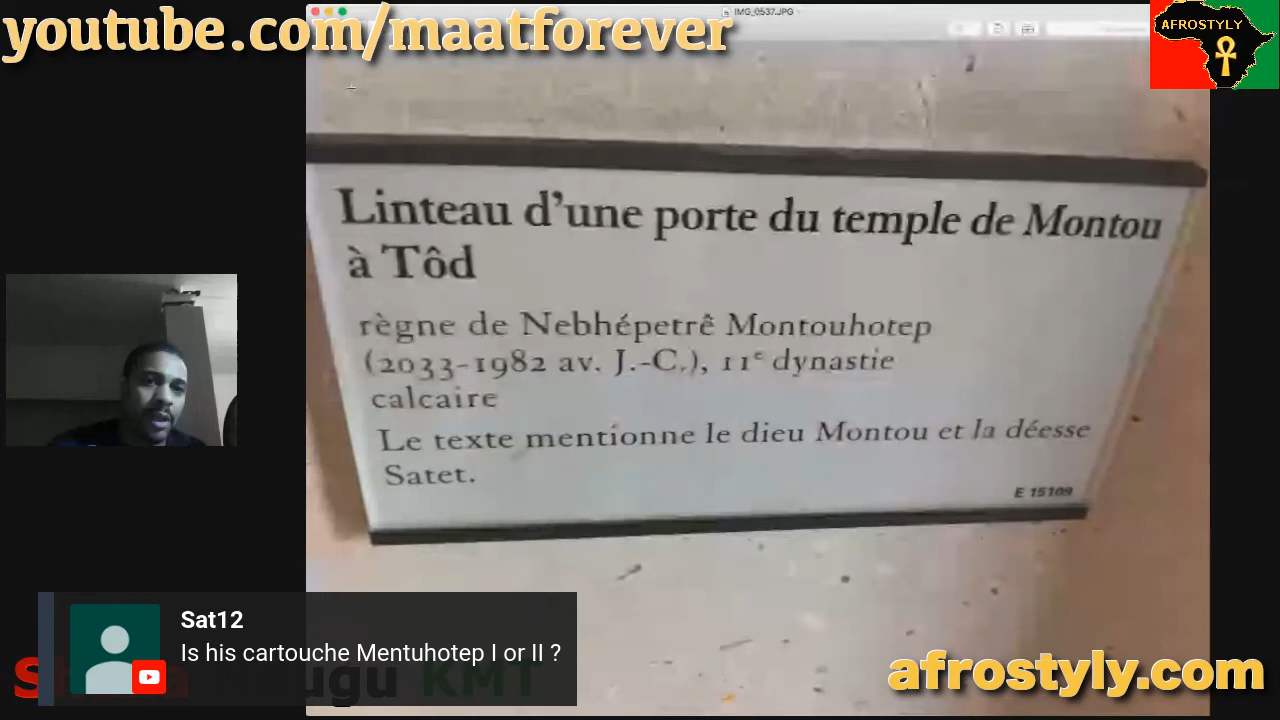 youtube.com/maatforever
IMG_0537.JPG
AFROSTYLY
Linteau d'une porte du temple de Montou
à Tôd
règne de Nebhépetrê Montouhotep
(2033-1982 av. J.-C.), 11e dynastie
calcaire
Le texte mentionne le dieu Montou et la déesse
Satet.
E 15109
Sat12
Is his cartouche Mentuhotep I or II ?
KMT
afrostyly.com